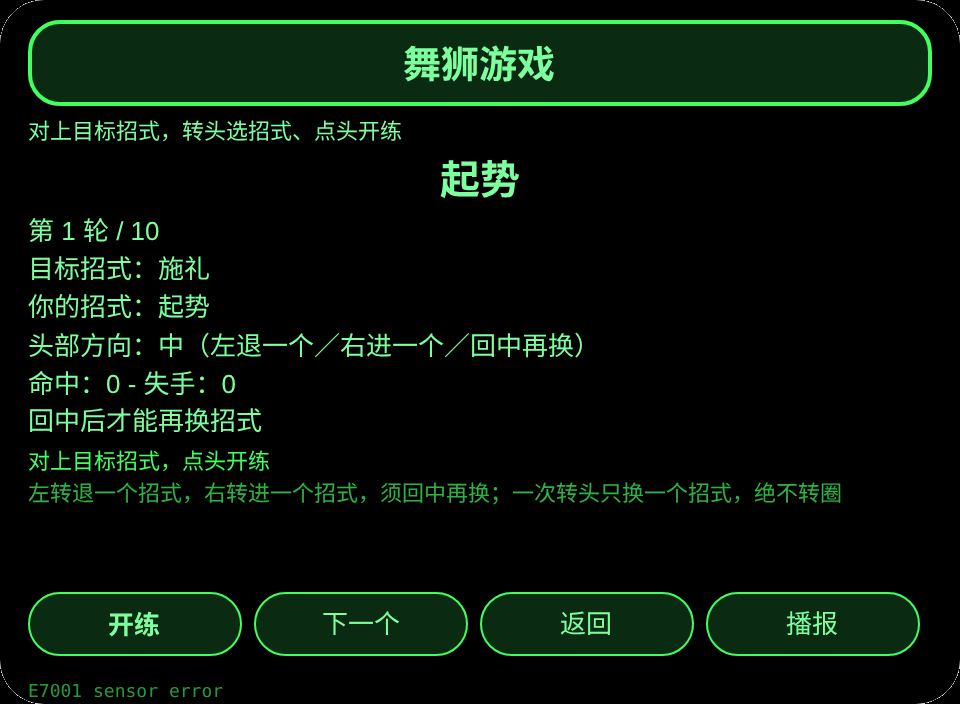 舞狮游戏
对上目标招式，转头选招式、点头开练
起势
第 1 轮 / 10
目标招式：施礼
你的招式：起势
头部方向：中（左退一个／右进一个／回中再换）
命中：0 - 失手：0
回中后才能再换招式
对上目标招式，点头开练
左转退一个招式，右转进一个招式，须回中再换；一次转头只换一个招式，绝不转圈
开练
下一个
返回
播报
E7001 sensor error